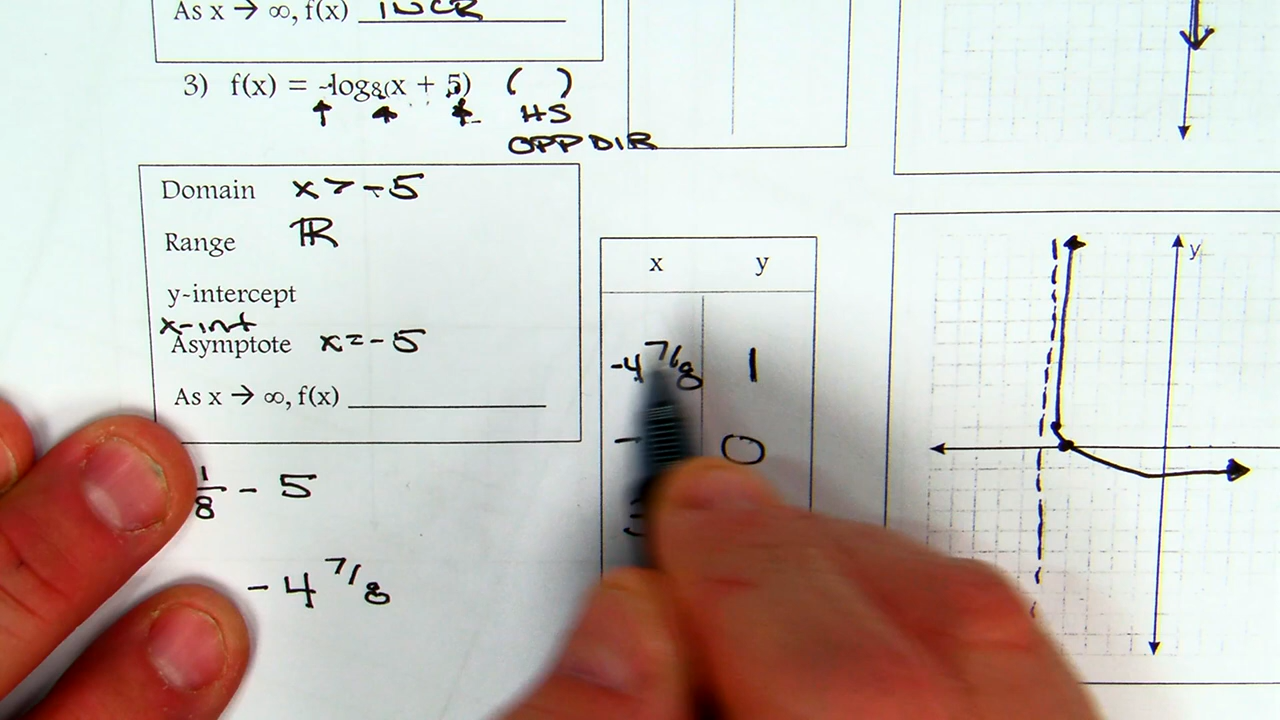 As x → ∞, f(x) INCR
3) f(x) = -log₈(x + 5) ( )
HS
OPP DIR
Domain x > -5
Range ℝ
y-intercept
x-int
Asymptote x = -5
As x → ∞, f(x) ________
x y
-4 7/8 1
- 0
1/8 - 5
-4 7/8
y